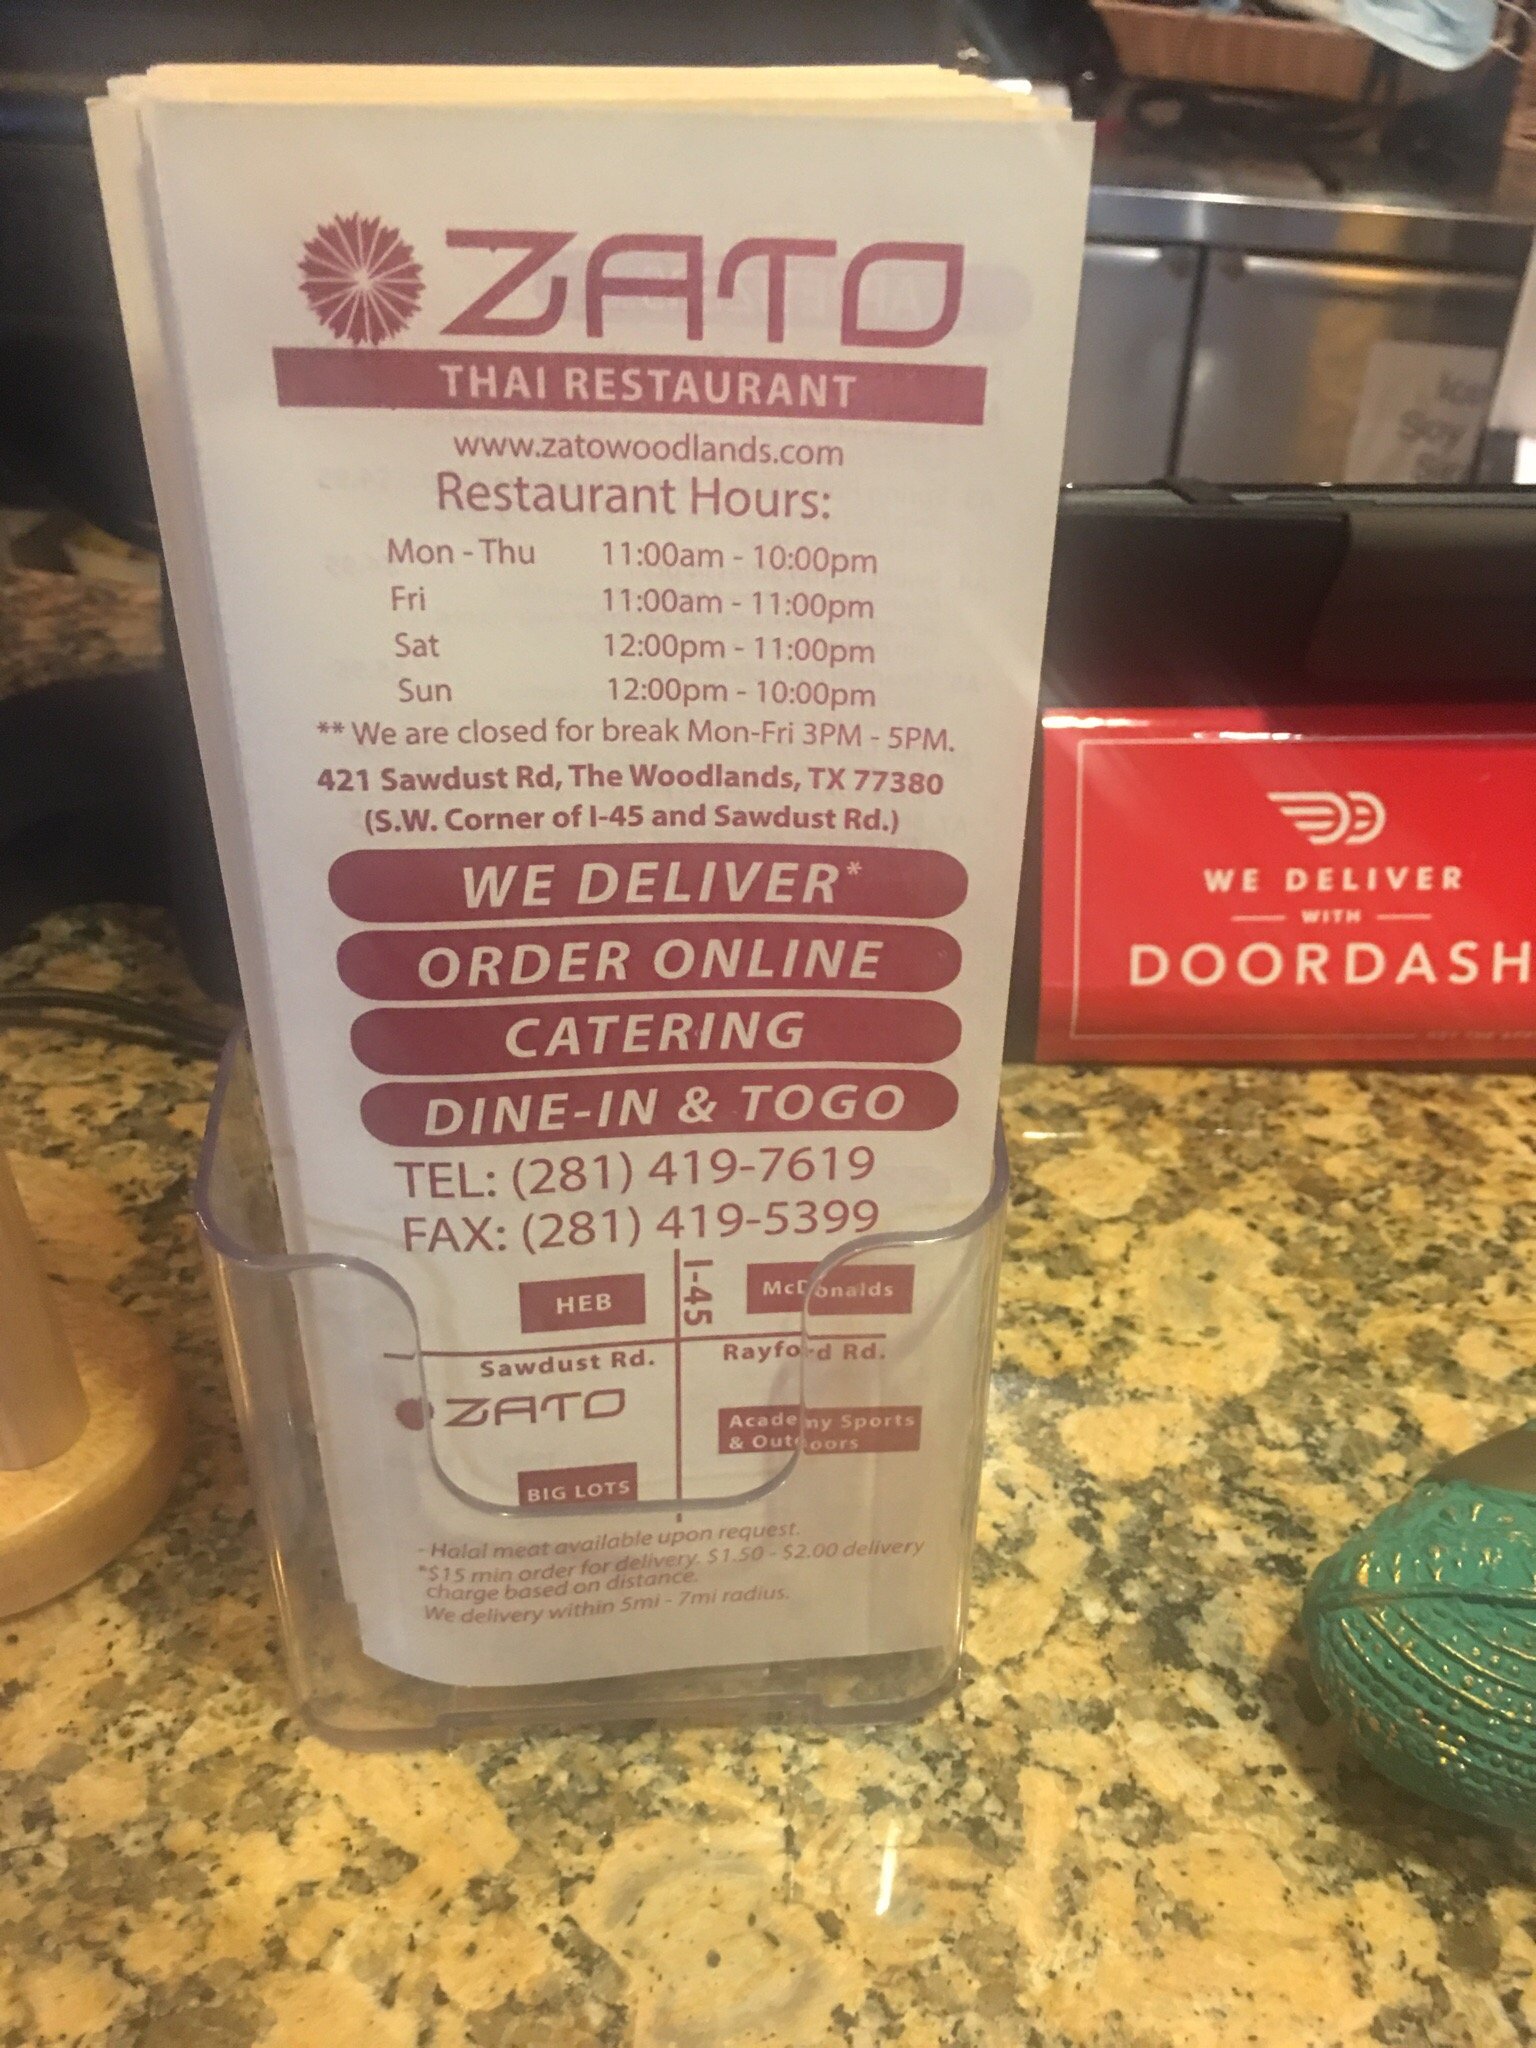 ZATO
THAI RESTAURANT
www.zatowoodlands.com
Restaurant Hours:
Mon - Thu 11:00am - 10:00pm
Fri 11:00am - 11:00pm
Sat 12:00pm - 11:00pm
Sun 12:00pm - 10:00pm
** We are closed for break Mon-Fri 3PM - 5PM.
421 Sawdust Rd, The Woodlands, TX 77380
(S.W. Corner of I-45 and Sawdust Rd.)
WE DELIVER*
ORDER ONLINE
CATERING
DINE-IN & TOGO
TEL: (281) 419-7619
FAX: (281) 419-5399
HEB
I-45
McDonalds
Sawdust Rd.
Rayford Rd.
ZATO
Academy Sports
& Outdoors
BIG LOTS
- Halal meat available upon request.
*$15 min order for delivery. $1.50 - $2.00 delivery
charge based on distance.
We delivery within 5mi - 7mi radius.
WE DELIVER
WITH
DOORDASH
Soy